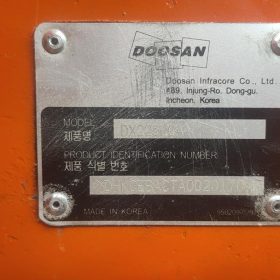 DOOSAN
Doosan Infracore Co., Ltd.
#89, Injung-Ro, Dong-gu,
Incheon, Korea
MODEL
제품명
PRODUCT IDENTIFICATION NUMBER
제품 식별 번호
MADE IN KOREA